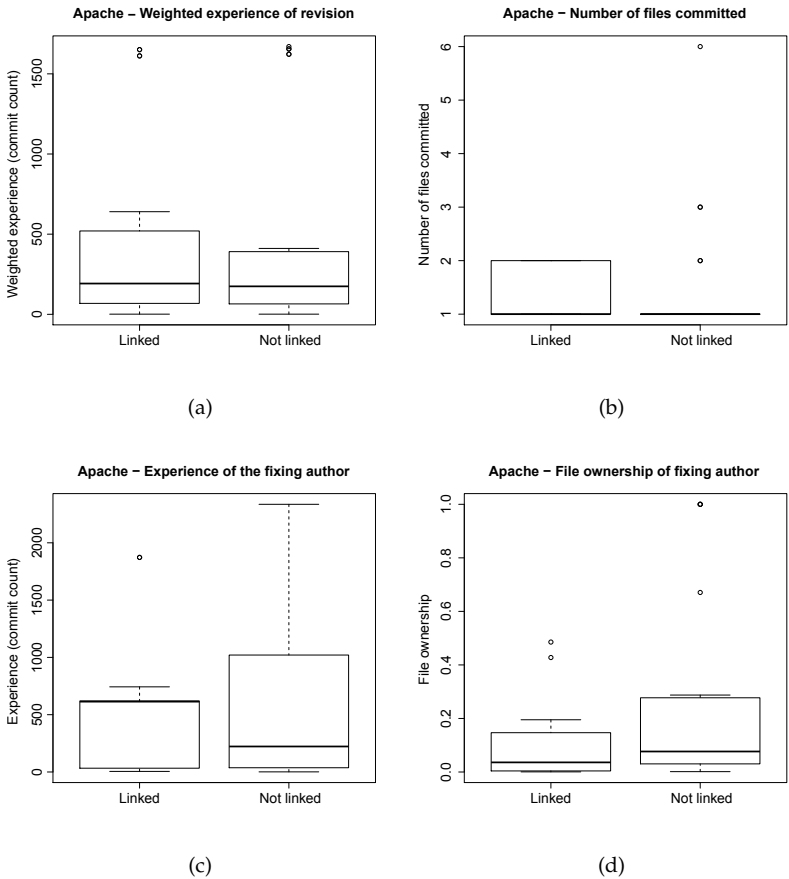 Apache – Weighted experience of revision
Weighted experience (commit count)
1500
1000
500
0
Linked
Not linked
(a)
Apache – Number of files committed
Number of files committed
6
5
4
3
2
1
Linked
Not linked
(b)
Apache – Experience of the fixing author
Experience (commit count)
2000
1500
1000
500
0
Linked
Not linked
(c)
Apache – File ownership of fixing author
File ownership
1.0
0.8
0.6
0.4
0.2
0.0
Linked
Not linked
(d)